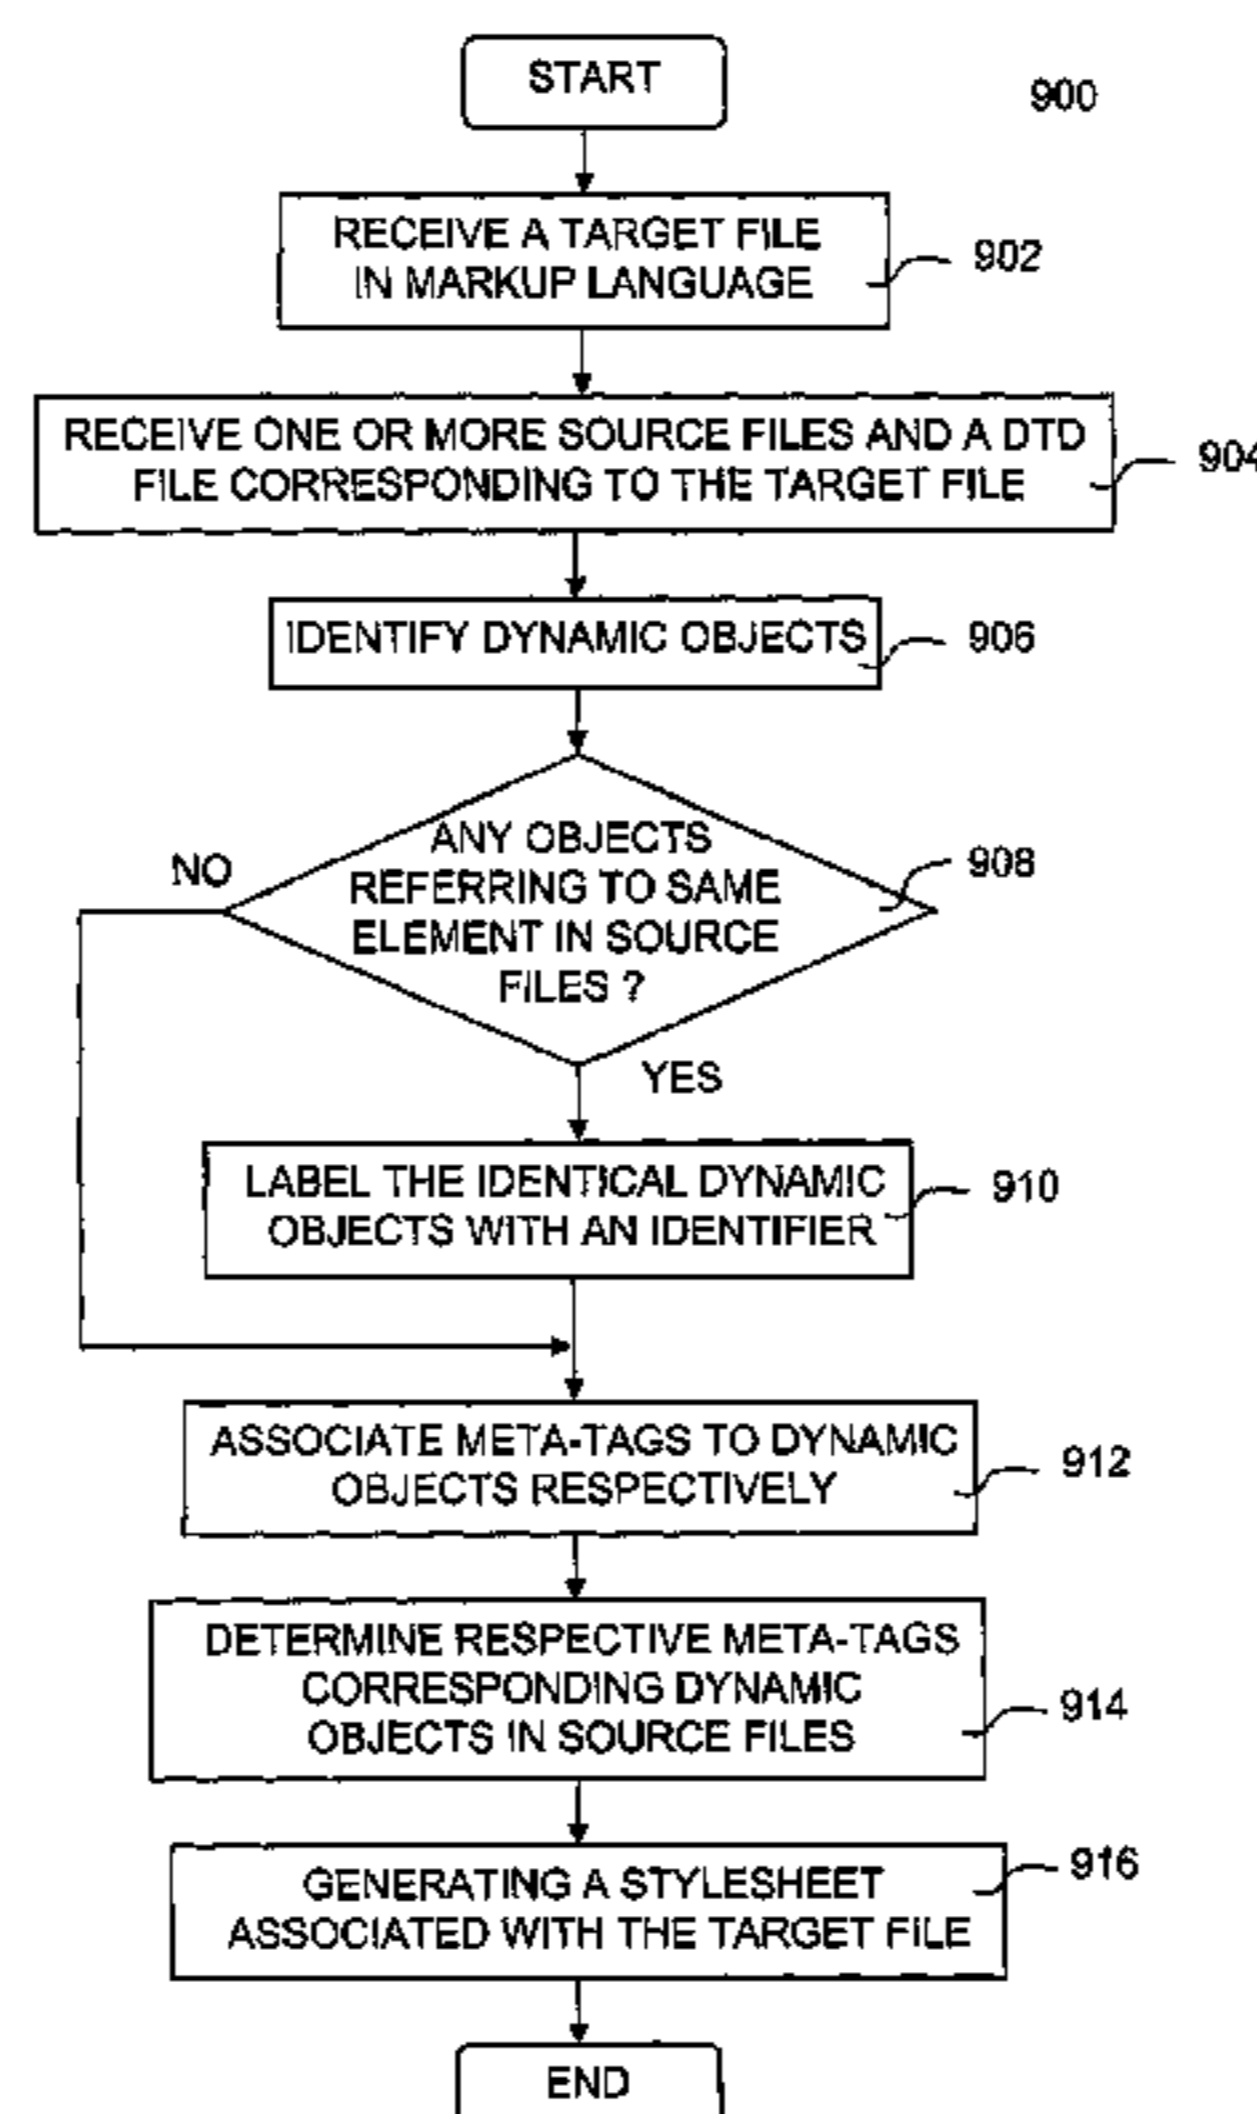 START
900
RECEIVE A TARGET FILE
IN MARKUP LANGUAGE
902
RECEIVE ONE OR MORE SOURCE FILES AND A DTD
FILE CORRESPONDING TO THE TARGET FILE
904
IDENTIFY DYNAMIC OBJECTS
906
ANY OBJECTS
REFERRING TO SAME
ELEMENT IN SOURCE
FILES ?
908
NO
YES
LABEL THE IDENTICAL DYNAMIC
OBJECTS WITH AN IDENTIFIER
910
ASSOCIATE META-TAGS TO DYNAMIC
OBJECTS RESPECTIVELY
912
DETERMINE RESPECTIVE META-TAGS
CORRESPONDING DYNAMIC
OBJECTS IN SOURCE FILES
914
GENERATING A STYLESHEET
ASSOCIATED WITH THE TARGET FILE
916
END